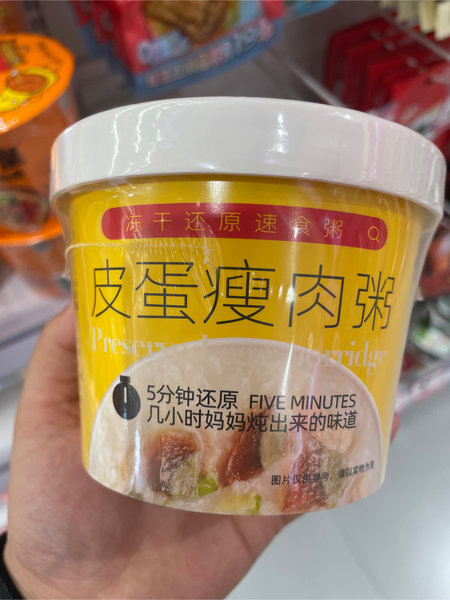 冻干还原速食粥
皮蛋瘦肉粥
5分钟还原 FIVE MINUTES
几小时妈妈炖出来的味道
图片仅供参考，请以实物为准